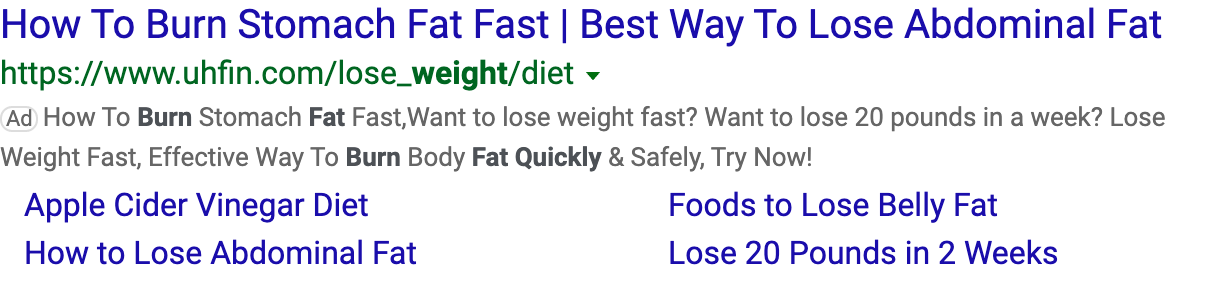 How To Burn Stomach Fat Fast | Best Way To Lose Abdominal Fat
https://www.uhfin.com/lose_weight/diet
Ad How To Burn Stomach Fat Fast,Want to lose weight fast? Want to lose 20 pounds in a week? Lose
Weight Fast, Effective Way To Burn Body Fat Quickly & Safely, Try Now!
Apple Cider Vinegar Diet Foods to Lose Belly Fat
How to Lose Abdominal Fat Lose 20 Pounds in 2 Weeks